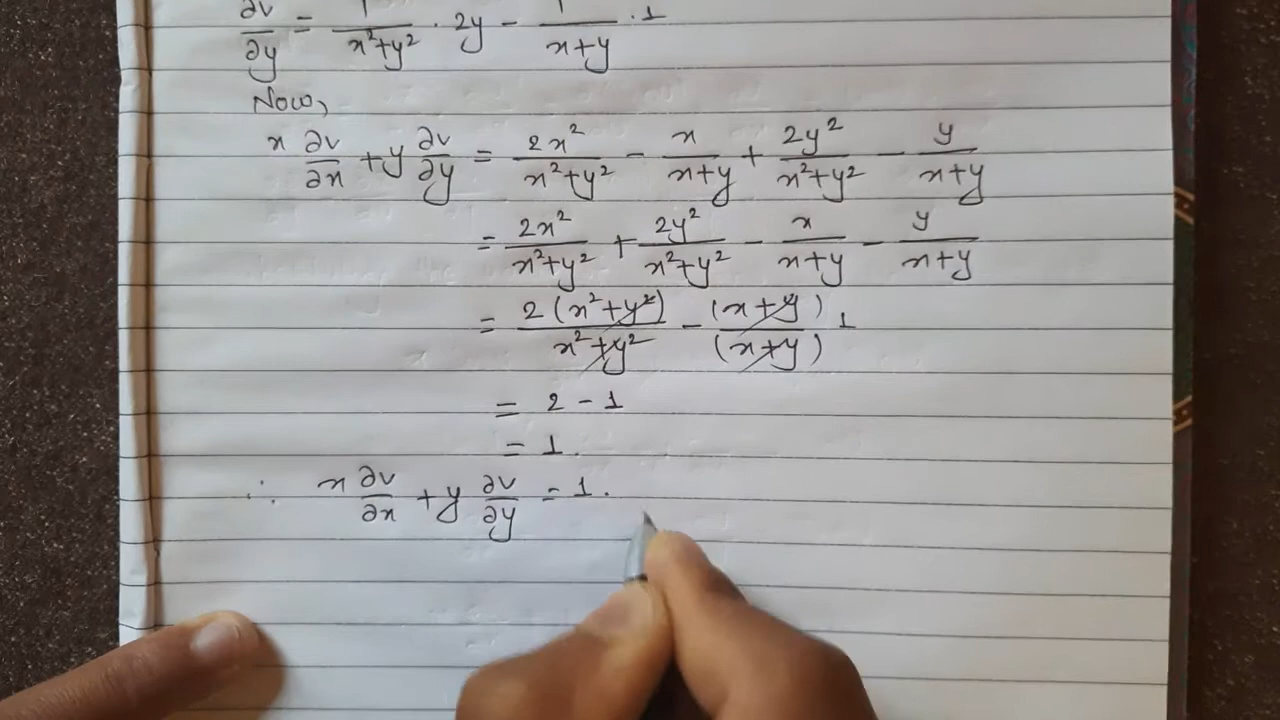 ∂v/∂y = 1/(x²+y²) · 2y − 1/(x+y) · 1
Now,
x ∂v/∂x + y ∂v/∂y = 2x²/(x²+y²) − x/(x+y) + 2y²/(x²+y²) − y/(x+y)
= 2x²/(x²+y²) + 2y²/(x²+y²) − x/(x+y) − y/(x+y)
= 2(x²+y²)/(x²+y²) − (x+y)/(x+y) 1
= 2 − 1
= 1.
∴ x ∂v/∂x + y ∂v/∂y = 1.